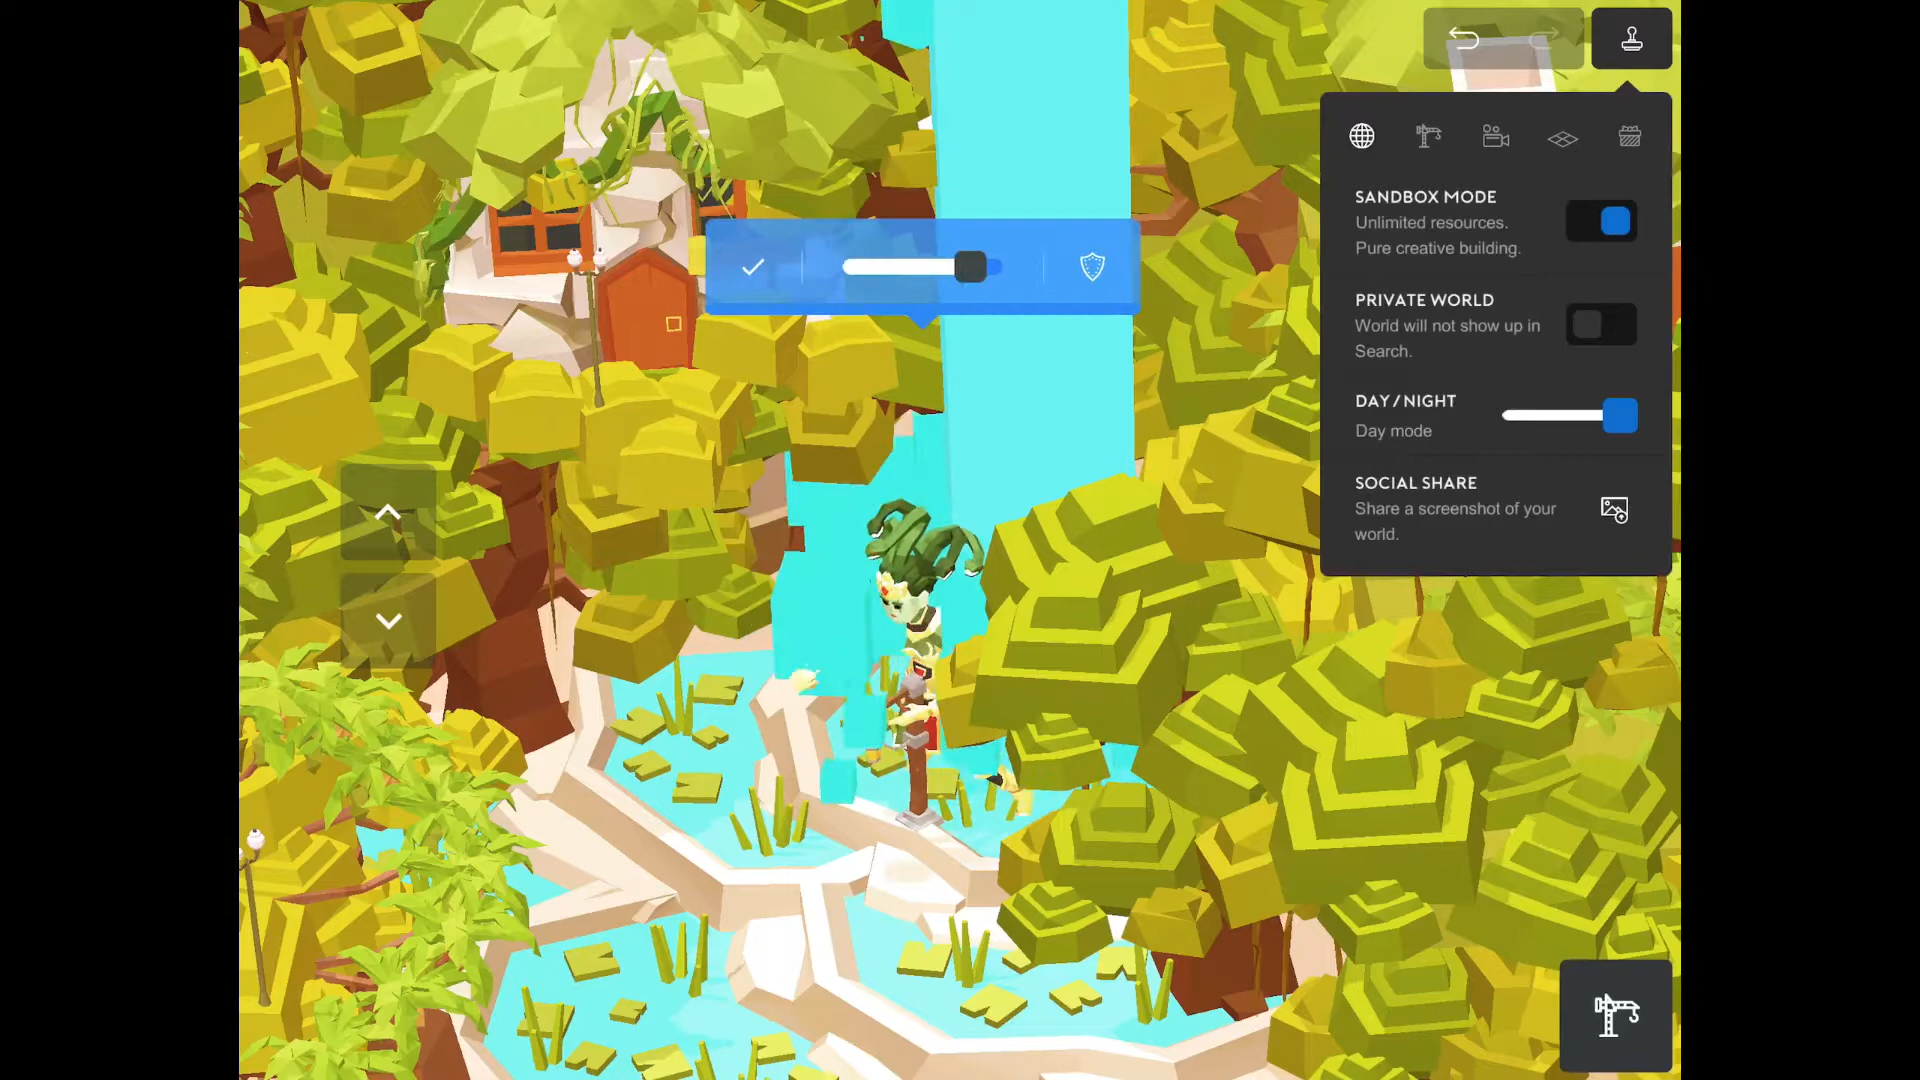 SANDBOX MODE
Unlimited resources.
Pure creative building.
PRIVATE WORLD
World will not show up in
Search.
DAY / NIGHT
Day mode
SOCIAL SHARE
Share a screenshot of your
world.